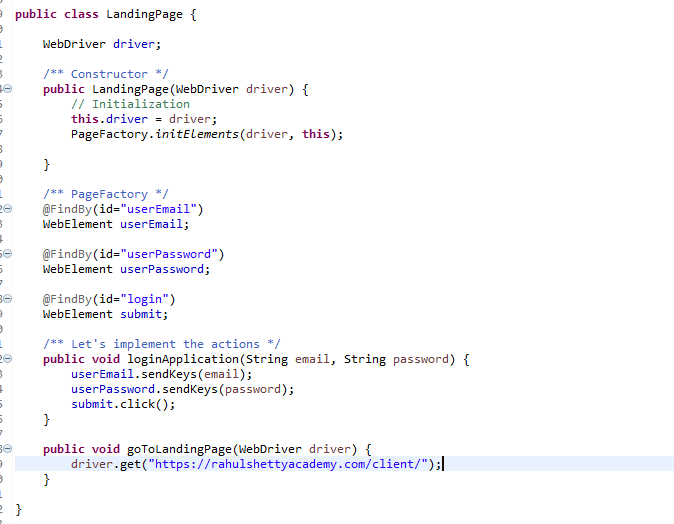 public class LandingPage {
WebDriver driver;
/** Constructor */
public LandingPage(WebDriver driver) {
// Initialization
this.driver = driver;
PageFactory.initElements(driver, this);
}
/** PageFactory */
@FindBy(id="userEmail")
WebElement userEmail;
@FindBy(id="userPassword")
WebElement userPassword;
@FindBy(id="login")
WebElement submit;
/** Let's implement the actions */
public void loginApplication(String email, String password) {
userEmail.sendKeys(email);
userPassword.sendKeys(password);
submit.click();
}
public void goToLandingPage(WebDriver driver) {
driver.get("https://rahulshettyacademy.com/client/");
}
}